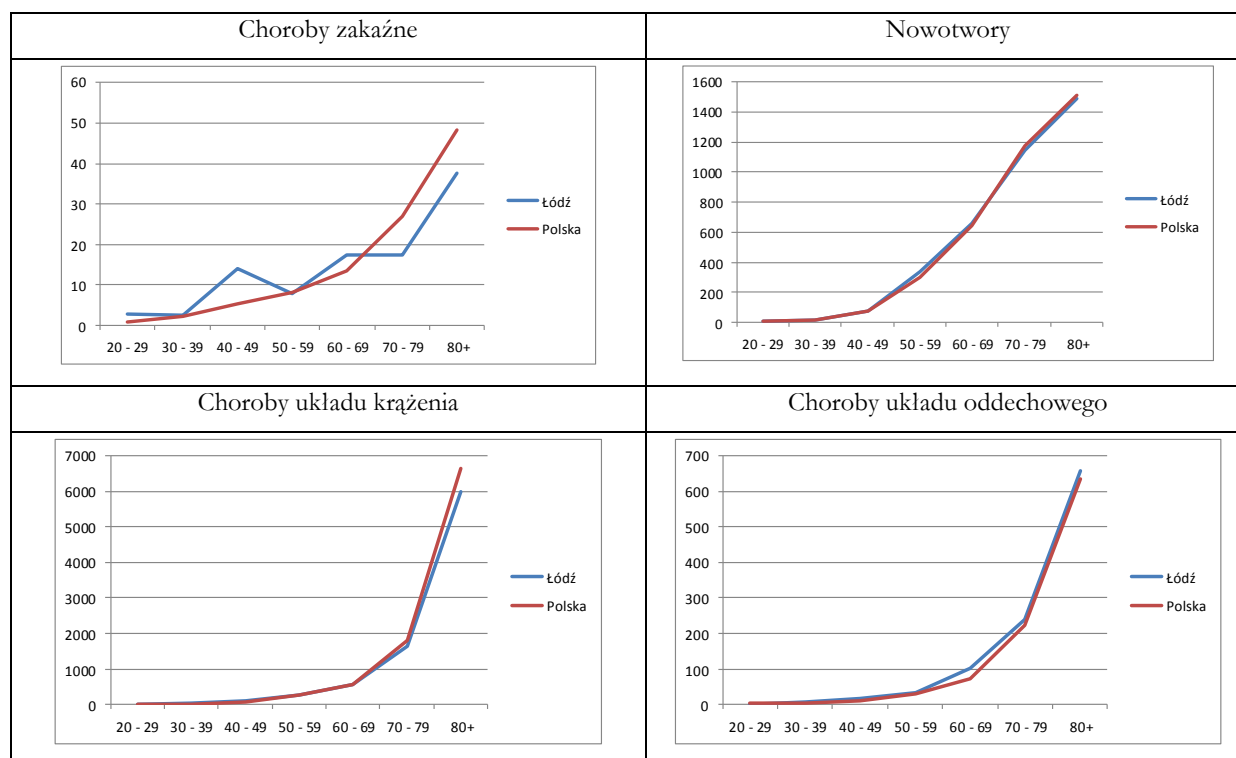 Choroby zakaźne
Nowotwory
60
50
40
30
20
10
0
20 - 29 30 - 39 40 - 49 50 - 59 60 - 69 70 - 79 80+
Łódź
Polska
1600
1400
1200
1000
800
600
400
200
0
20 - 29 30 - 39 40 - 49 50 - 59 60 - 69 70 - 79 80+
Łódź
Polska
Choroby układu krążenia
Choroby układu oddechowego
7000
6000
5000
4000
3000
2000
1000
0
20 - 29 30 - 39 40 - 49 50 - 59 60 - 69 70 - 79 80+
Łódź
Polska
700
600
500
400
300
200
100
0
20 - 29 30 - 39 40 - 49 50 - 59 60 - 69 70 - 79 80+
Łódź
Polska